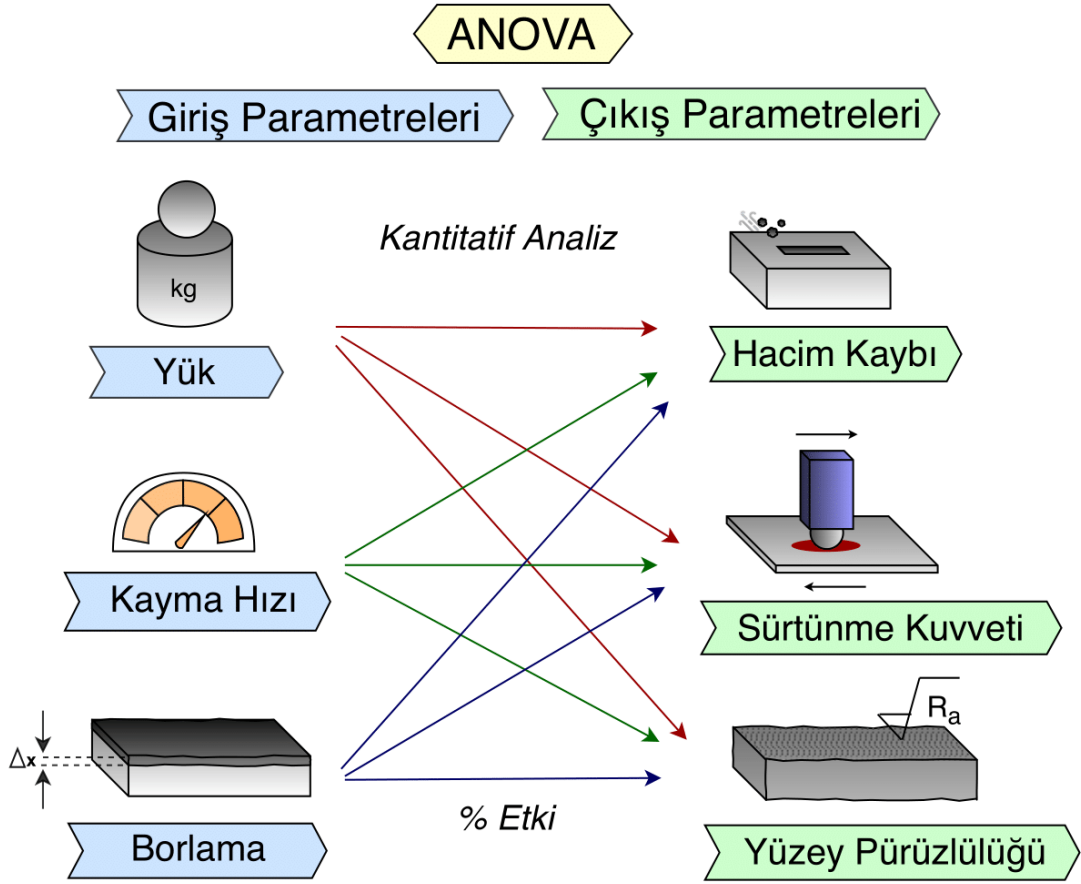 ANOVA
Giriş Parametreleri
Çıkış Parametreleri
Kantitatif Analiz
kg
Yük
Hacim Kaybı
Kayma Hızı
Sürtünme Kuvveti
Ra
Δx
% Etki
Borlama
Yüzey Pürüzlülüğü